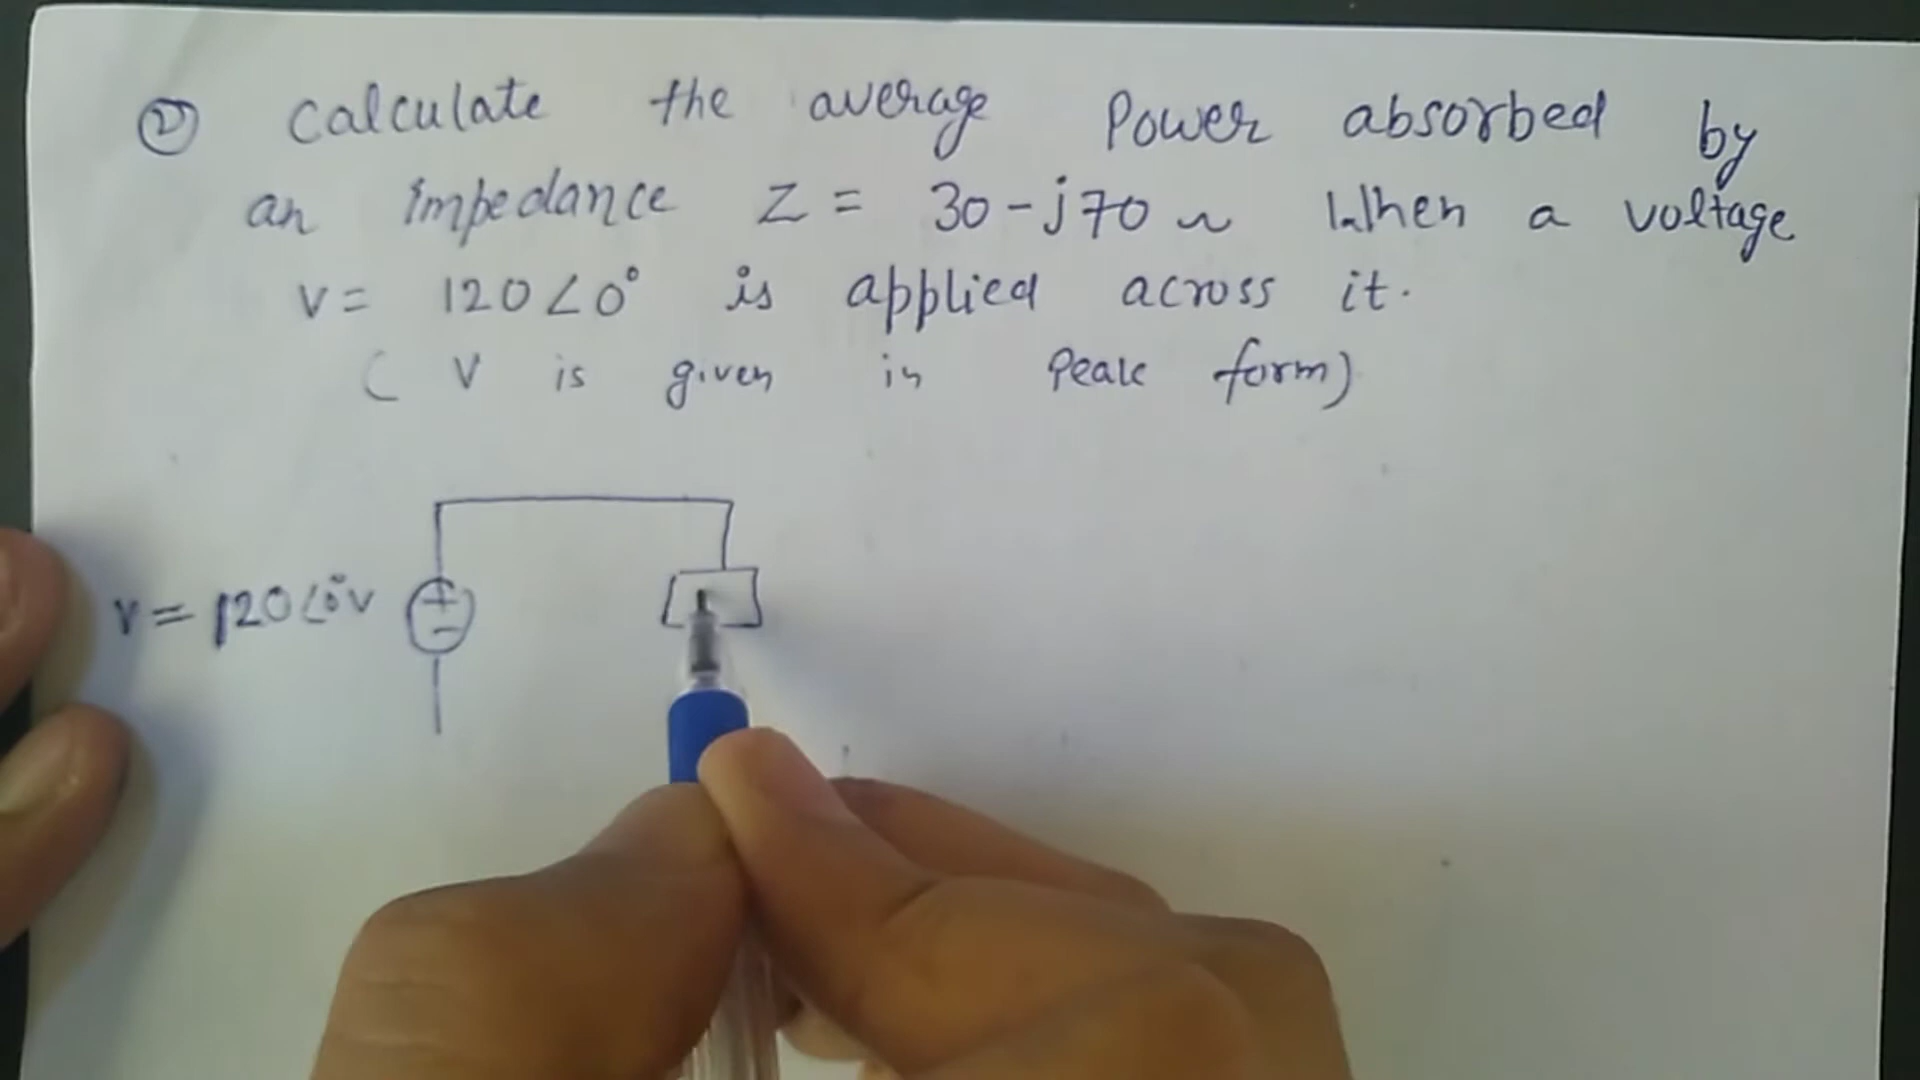 ② Calculate the average Power absorbed by
an impedance Z = 30 - j70 Ω When a voltage
V = 120∠0° is applied across it.
( V is given in Peak form)
V = 120∠0° V
+
-